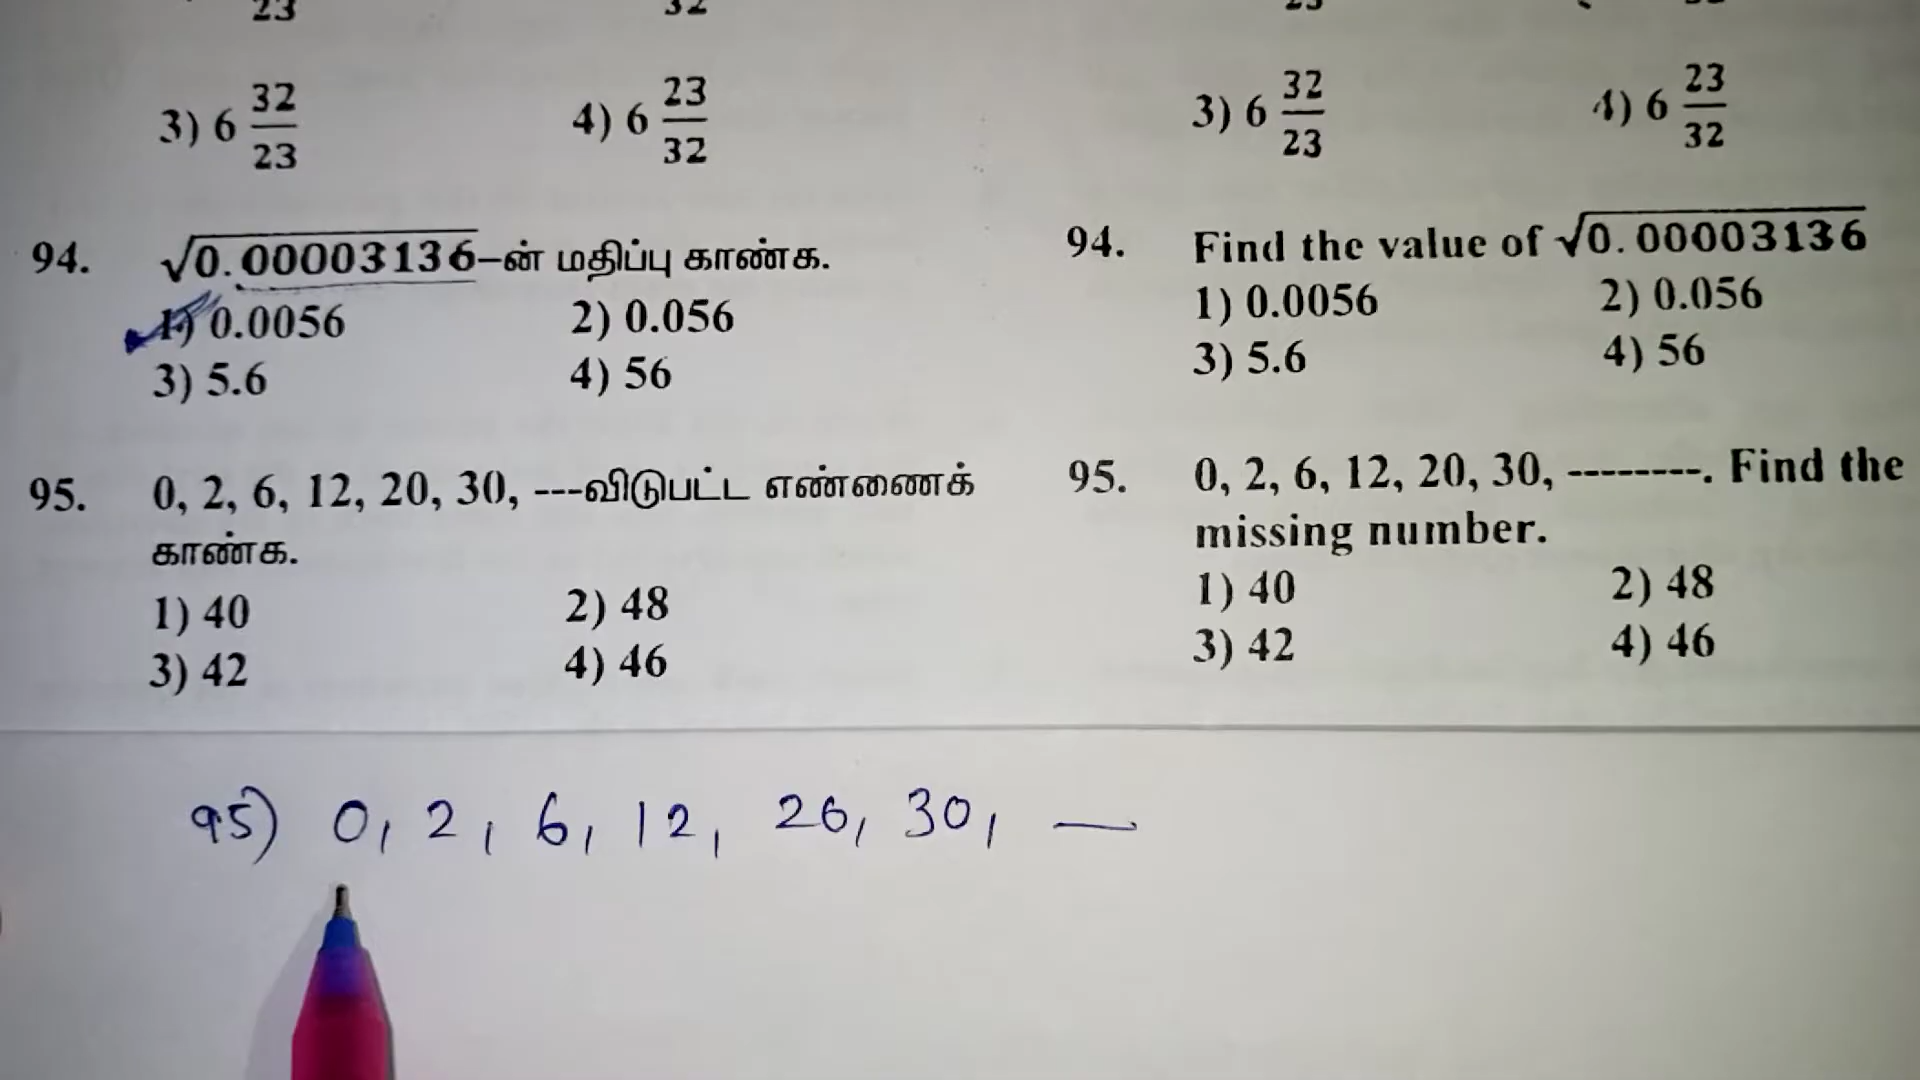 3) 6 32/23 4) 6 23/32
94. √0.00003136–ன் மதிப்பு காண்க.
1) 0.0056 2) 0.056
3) 5.6 4) 56
95. 0, 2, 6, 12, 20, 30, ---விடுபட்ட எண்ணைக்
காண்க.
1) 40 2) 48
3) 42 4) 46
3) 6 32/23 4) 6 23/32
94. Find the value of √0.00003136
1) 0.0056 2) 0.056
3) 5.6 4) 56
95. 0, 2, 6, 12, 20, 30, --------. Find the
missing number.
1) 40 2) 48
3) 42 4) 46
95) 0, 2, 6, 12, 20, 30, —